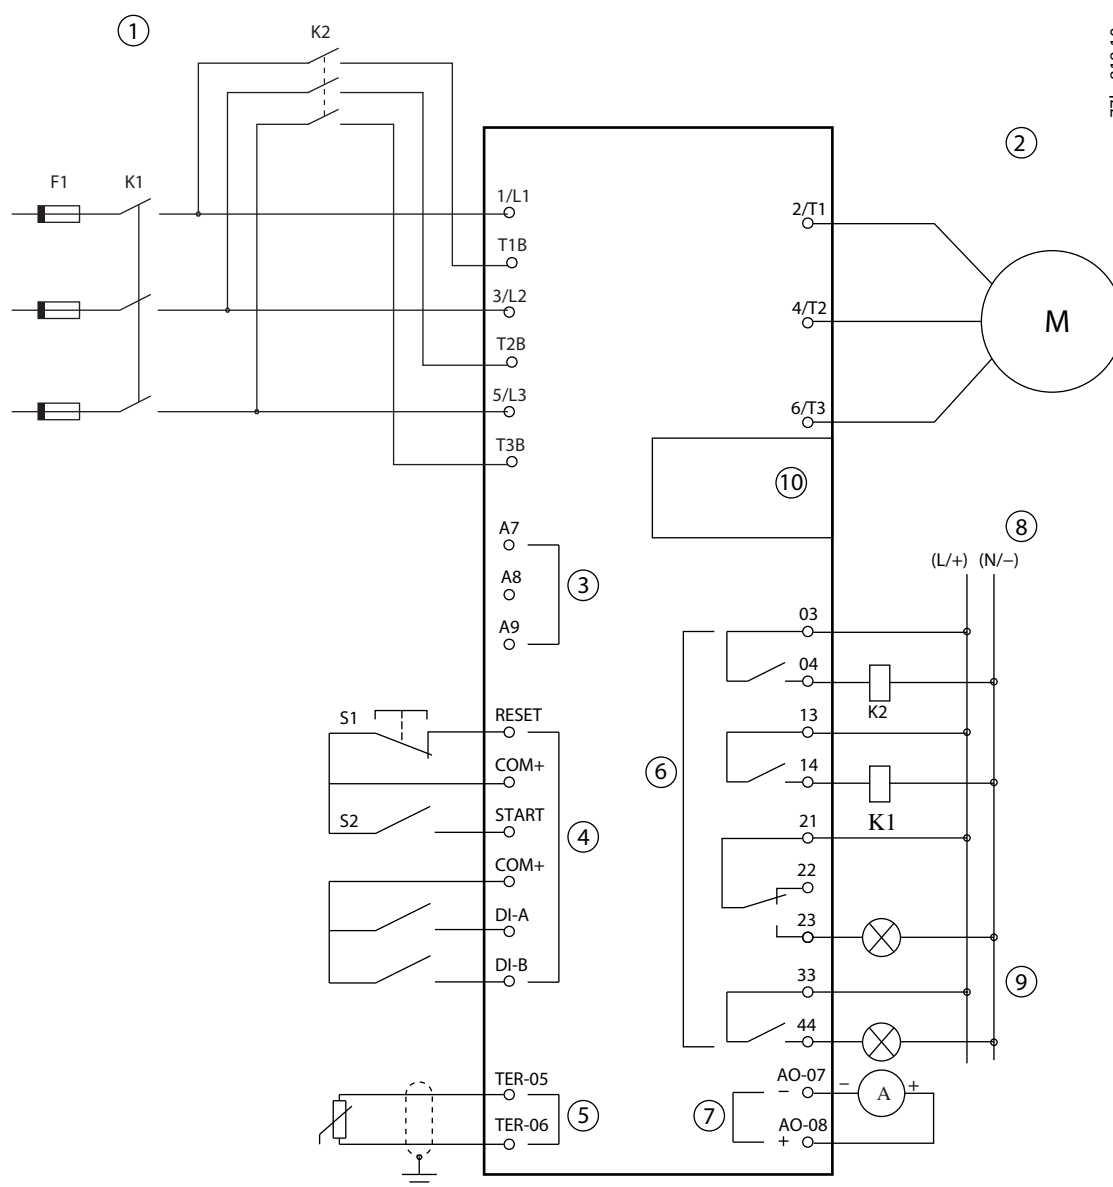 1
K2
2
F1
K1
1/L1
2/T1
T1B
3/L2
4/T2
M
T2B
5/L3
6/T3
T3B
10
A7
8
A8
3
(L/+) (N/−)
A9
03
04
K2
S1
RESET
13
COM+
6
14
S2
START
4
K1
21
COM+
22
DI-A
23
DI-B
33
9
44
TER-05
AO-07
−
−
A
+
5
7
TER-06
AO-08
+